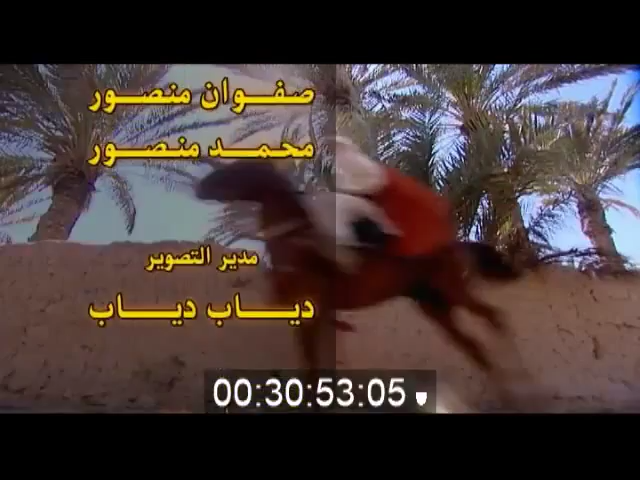 صفوان منصور
محمد منصور
مدير التصوير
دياب دياب
00:30:53:05